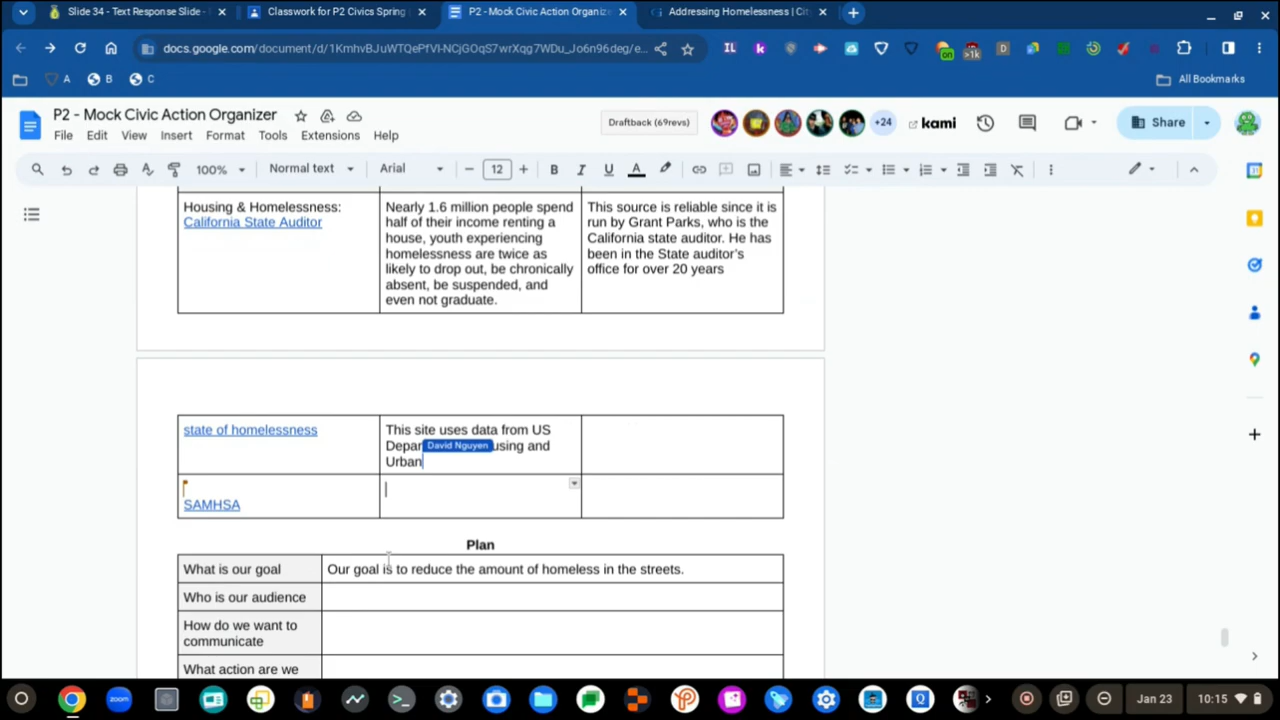 Slide 34 - Text Response Slide -
Classwork for P2 Civics Spring
P2 - Mock Civic Action Organize
Addressing Homelessness | Cit
docs.google.com/document/d/1KmhvBJuWTQePfVI-NCjGOqS7wrXqg7WDu_Jo6n96deg/e...
A
B
C
All Bookmarks
P2 - Mock Civic Action Organizer
File Edit View Insert Format Tools Extensions Help
Draftback (69revs)
+24
kami
Share
100%
Normal text
Arial
12
Housing & Homelessness:
California State Auditor
Nearly 1.6 million people spend
half of their income renting a
house, youth experiencing
homelessness are twice as
likely to drop out, be chronically
absent, be suspended, and
even not graduate.
This source is reliable since it is
run by Grant Parks, who is the
California state auditor. He has
been in the State auditor's
office for over 20 years
state of homelessness
This site uses data from US
Depar
David Nguyen
using and
Urban
SAMHSA
Plan
What is our goal
Our goal is to reduce the amount of homeless in the streets.
Who is our audience
How do we want to
communicate
What action are we
zoom
Jan 23
10:15